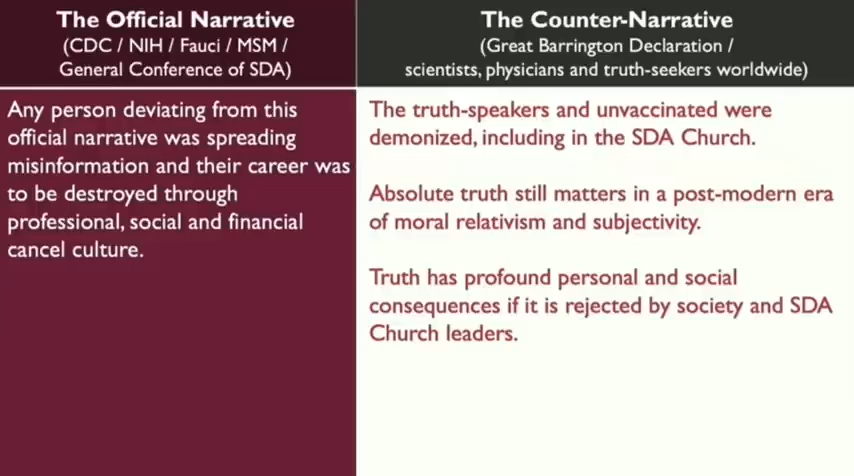 The Official Narrative
(CDC / NIH / Fauci / MSM /
General Conference of SDA)
Any person deviating from this
official narrative was spreading
misinformation and their career was
to be destroyed through
professional, social and financial
cancel culture.
The Counter-Narrative
(Great Barrington Declaration /
scientists, physicians and truth-seekers worldwide)
The truth-speakers and unvaccinated were
demonized, including in the SDA Church.
Absolute truth still matters in a post-modern era
of moral relativism and subjectivity.
Truth has profound personal and social
consequences if it is rejected by society and SDA
Church leaders.